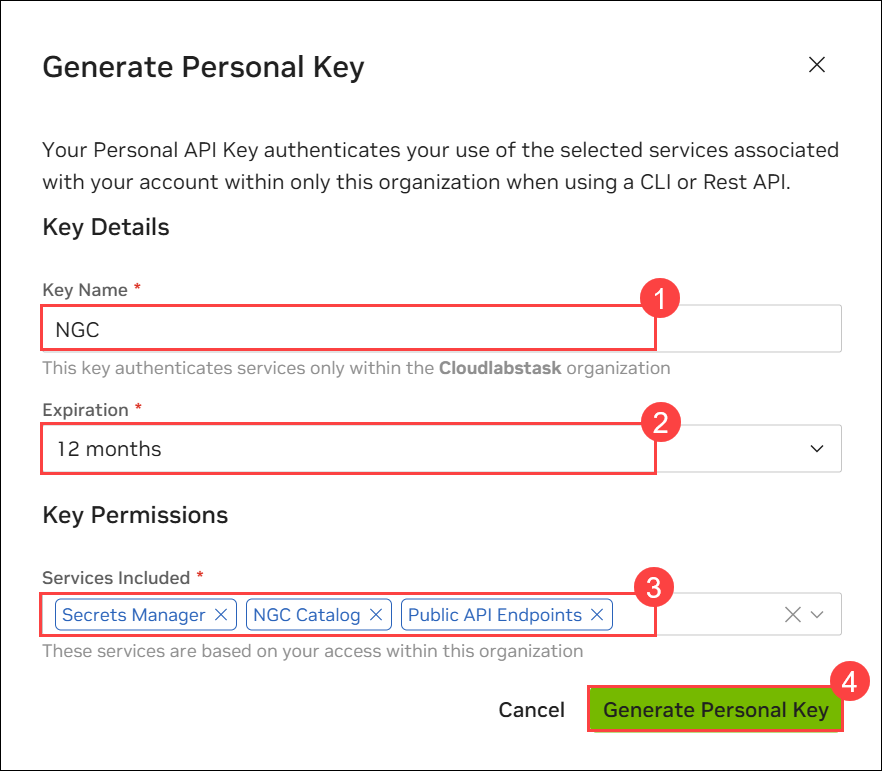 Generate Personal Key
Your Personal API Key authenticates your use of the selected services associated
with your account within only this organization when using a CLI or Rest API.
Key Details
Key Name *
1
NGC
This key authenticates services only within the Cloudlabstask organization
Expiration *
2
12 months
Key Permissions
Services Included *
3
Secrets Manager NGC Catalog Public API Endpoints
These services are based on your access within this organization
4
Cancel Generate Personal Key